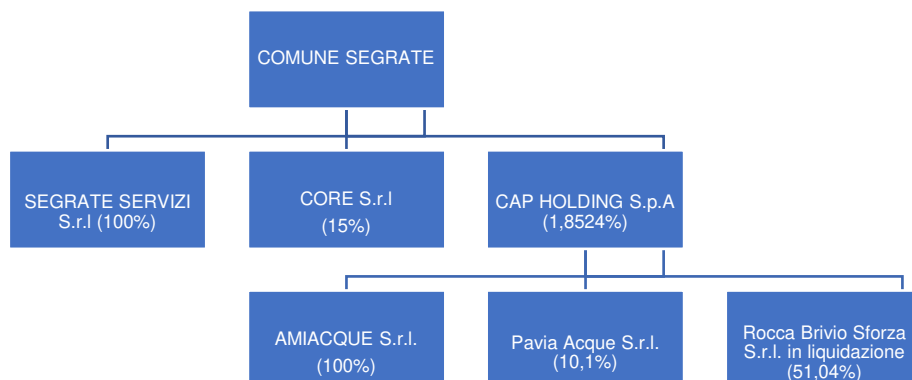 COMUNE SEGRATE
SEGRATE SERVIZI
S.r.l (100%)
CORE S.r.l
(15%)
CAP HOLDING S.p.A
(1,8524%)
AMIACQUE S.r.l.
(100%)
Pavia Acque S.r.l.
(10,1%)
Rocca Brivio Sforza
S.r.l. in liquidazione
(51,04%)